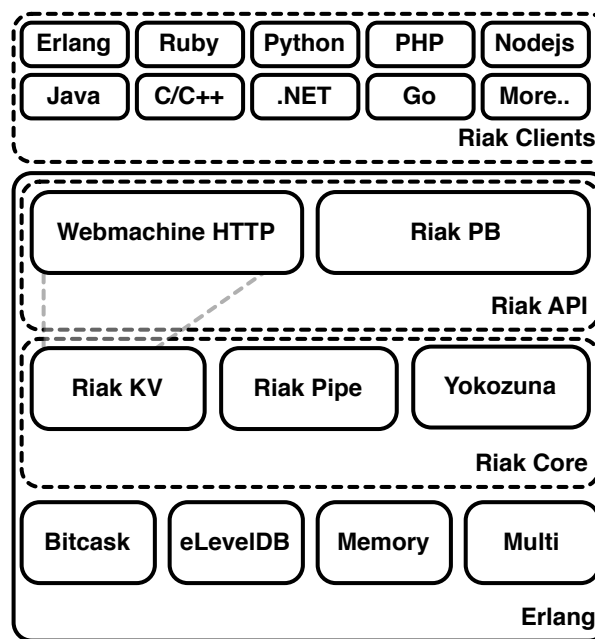 Erlang Ruby Python PHP Nodejs
Java C/C++ .NET Go More..
Riak Clients
Webmachine HTTP Riak PB
Riak API
Riak KV Riak Pipe Yokozuna
Riak Core
Bitcask eLevelDB Memory Multi
Erlang